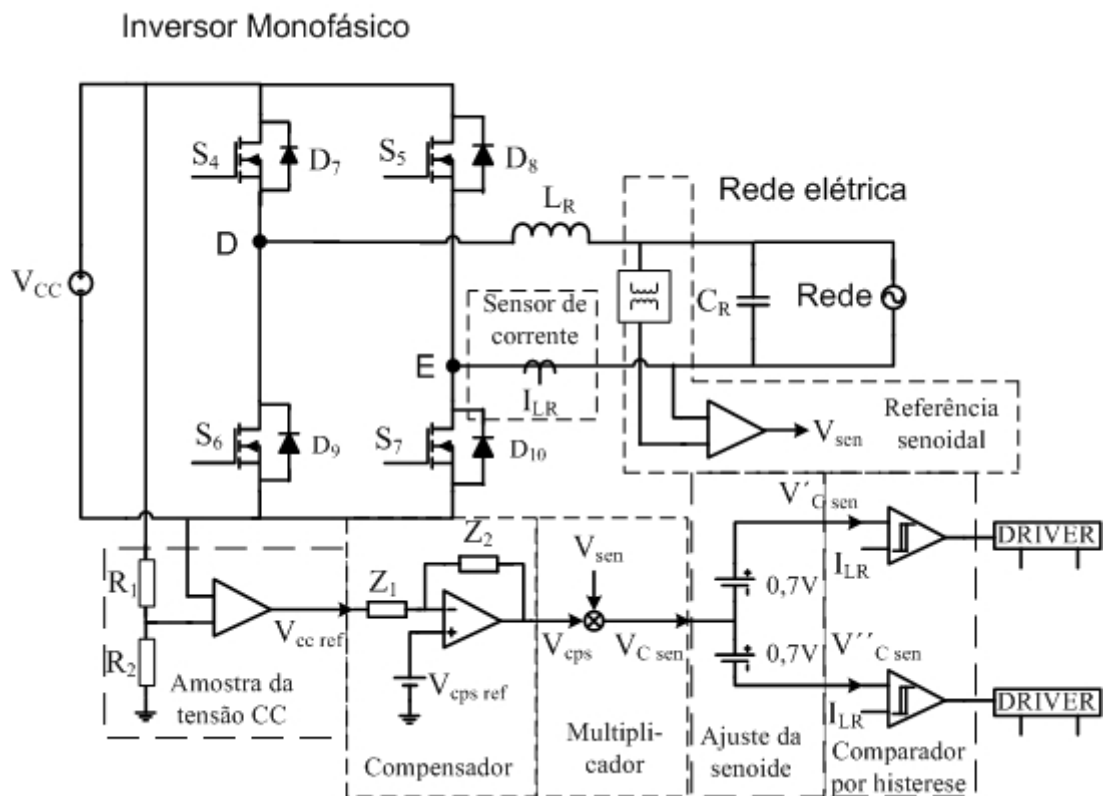 Inversor Monofásico
S4
D7
S5
D8
Rede elétrica
LR
D
VCC
Sensor de
corrente
CR
Rede
E
ILR
S6
D9
S7
D10
Referência
senoidal
Vsen
V´C sen
Z2
Vsen
DRIVER
ILR
R1
Z1
0,7V
Vcc ref
Vcps
VC sen
V´´C sen
R2
0,7V
Vcps ref
Amostra da
tensão CC
ILR
DRIVER
Multipli-
cador
Ajuste da
senoide
Comparador
por histerese
Compensador